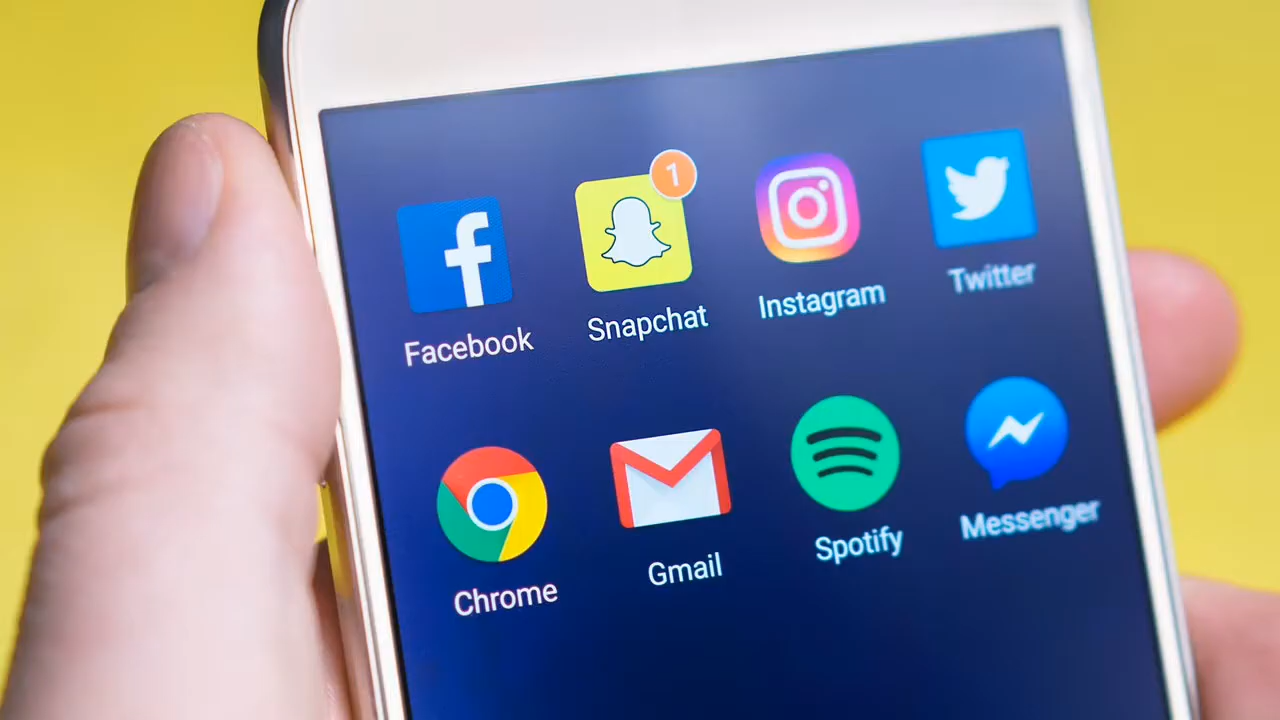 1
Facebook
Snapchat
Instagram
Twitter
Chrome
Gmail
Spotify
Messenger